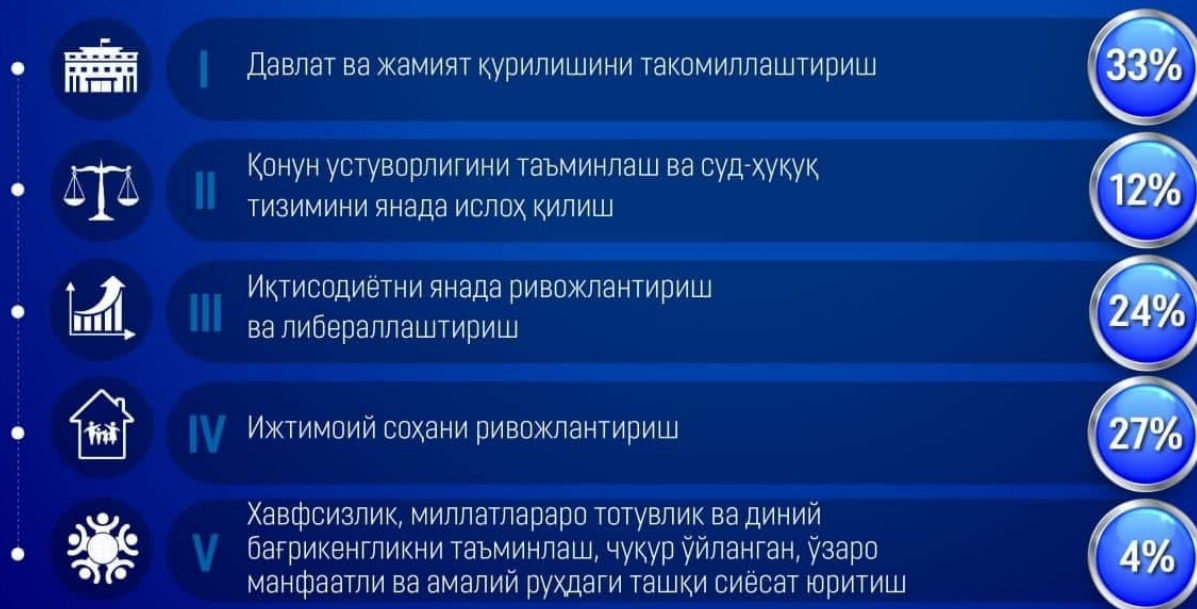 I
Давлат ва жамият қурилишини такомиллаштириш
33%
II
Қонун устуворлигини таъминлаш ва суд-ҳуқуқ
тизимини янада ислоҳ қилиш
12%
III
Иқтисодиётни янада ривожлантириш
ва либераллаштириш
24%
IV
Ижтимоий соҳани ривожлантириш
27%
V
Хавфсизлик, миллатлараро тотувлик ва диний
бағрикенгликни таъминлаш, чуқур ўйланган, ўзаро
манфаатли ва амалий руҳдаги ташқи сиёсат юритиш
4%